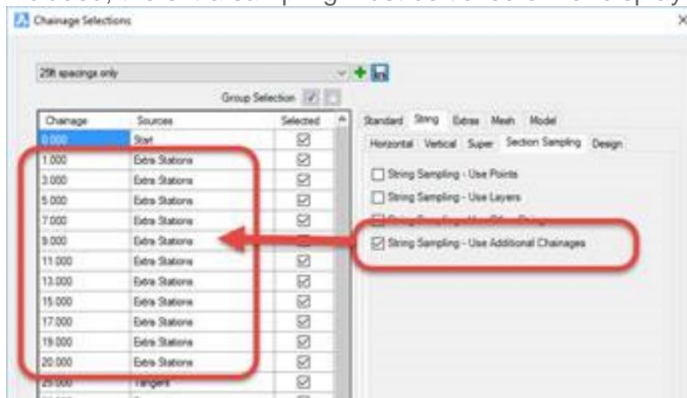 Chainage Selections
25ft spacings only
Group Selection
Chainage Sources Selected
0.000 Start
1.000 Extra Stations
3.000 Extra Stations
5.000 Extra Stations
7.000 Extra Stations
9.000 Extra Stations
11.000 Extra Stations
13.000 Extra Stations
15.000 Extra Stations
17.000 Extra Stations
19.000 Extra Stations
20.000 Extra Stations
25.000 Tangent
Standard String Extras Mesh Model
Horizontal Vertical Super Section Sampling Design
String Sampling - Use Points
String Sampling - Use Layers
String Sampling - Use Additional Chainages